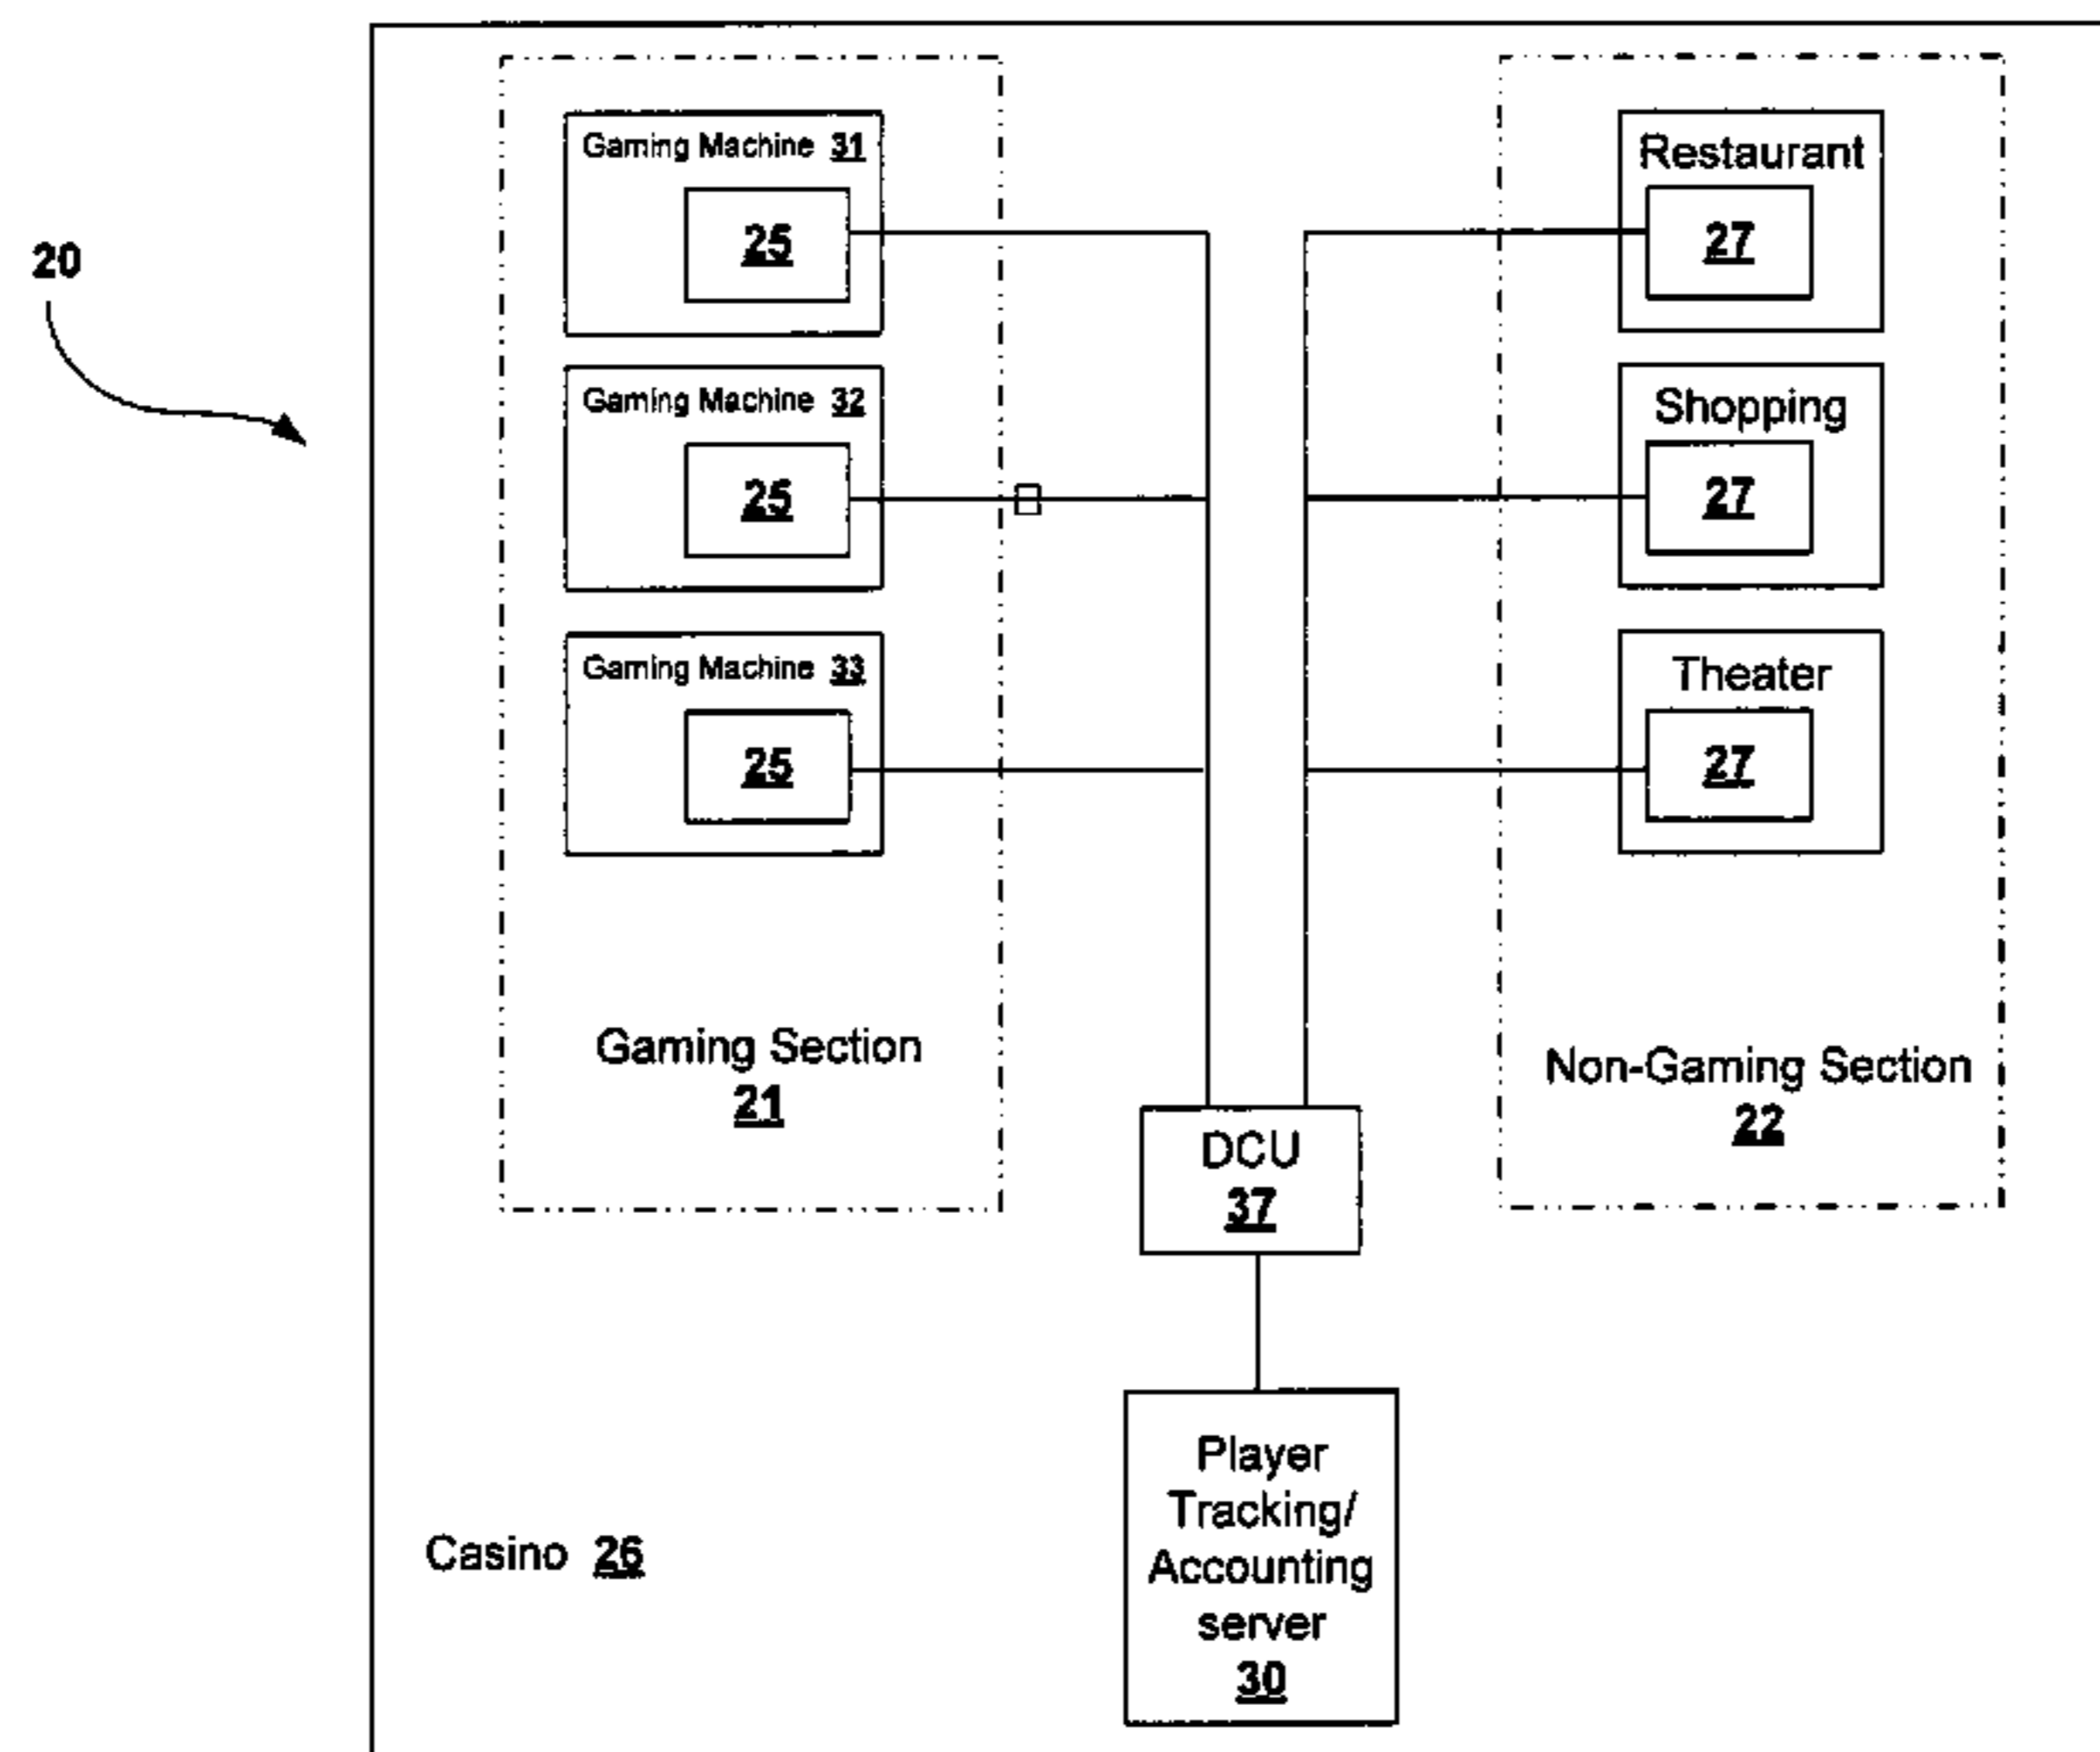 20
Gaming Machine 31
25
Gaming Machine 32
25
Gaming Machine 33
25
Gaming Section
21
Restaurant
27
Shopping
27
Theater
27
Non-Gaming Section
22
DCU
37
Player
Tracking/
Accounting
server
30
Casino 26